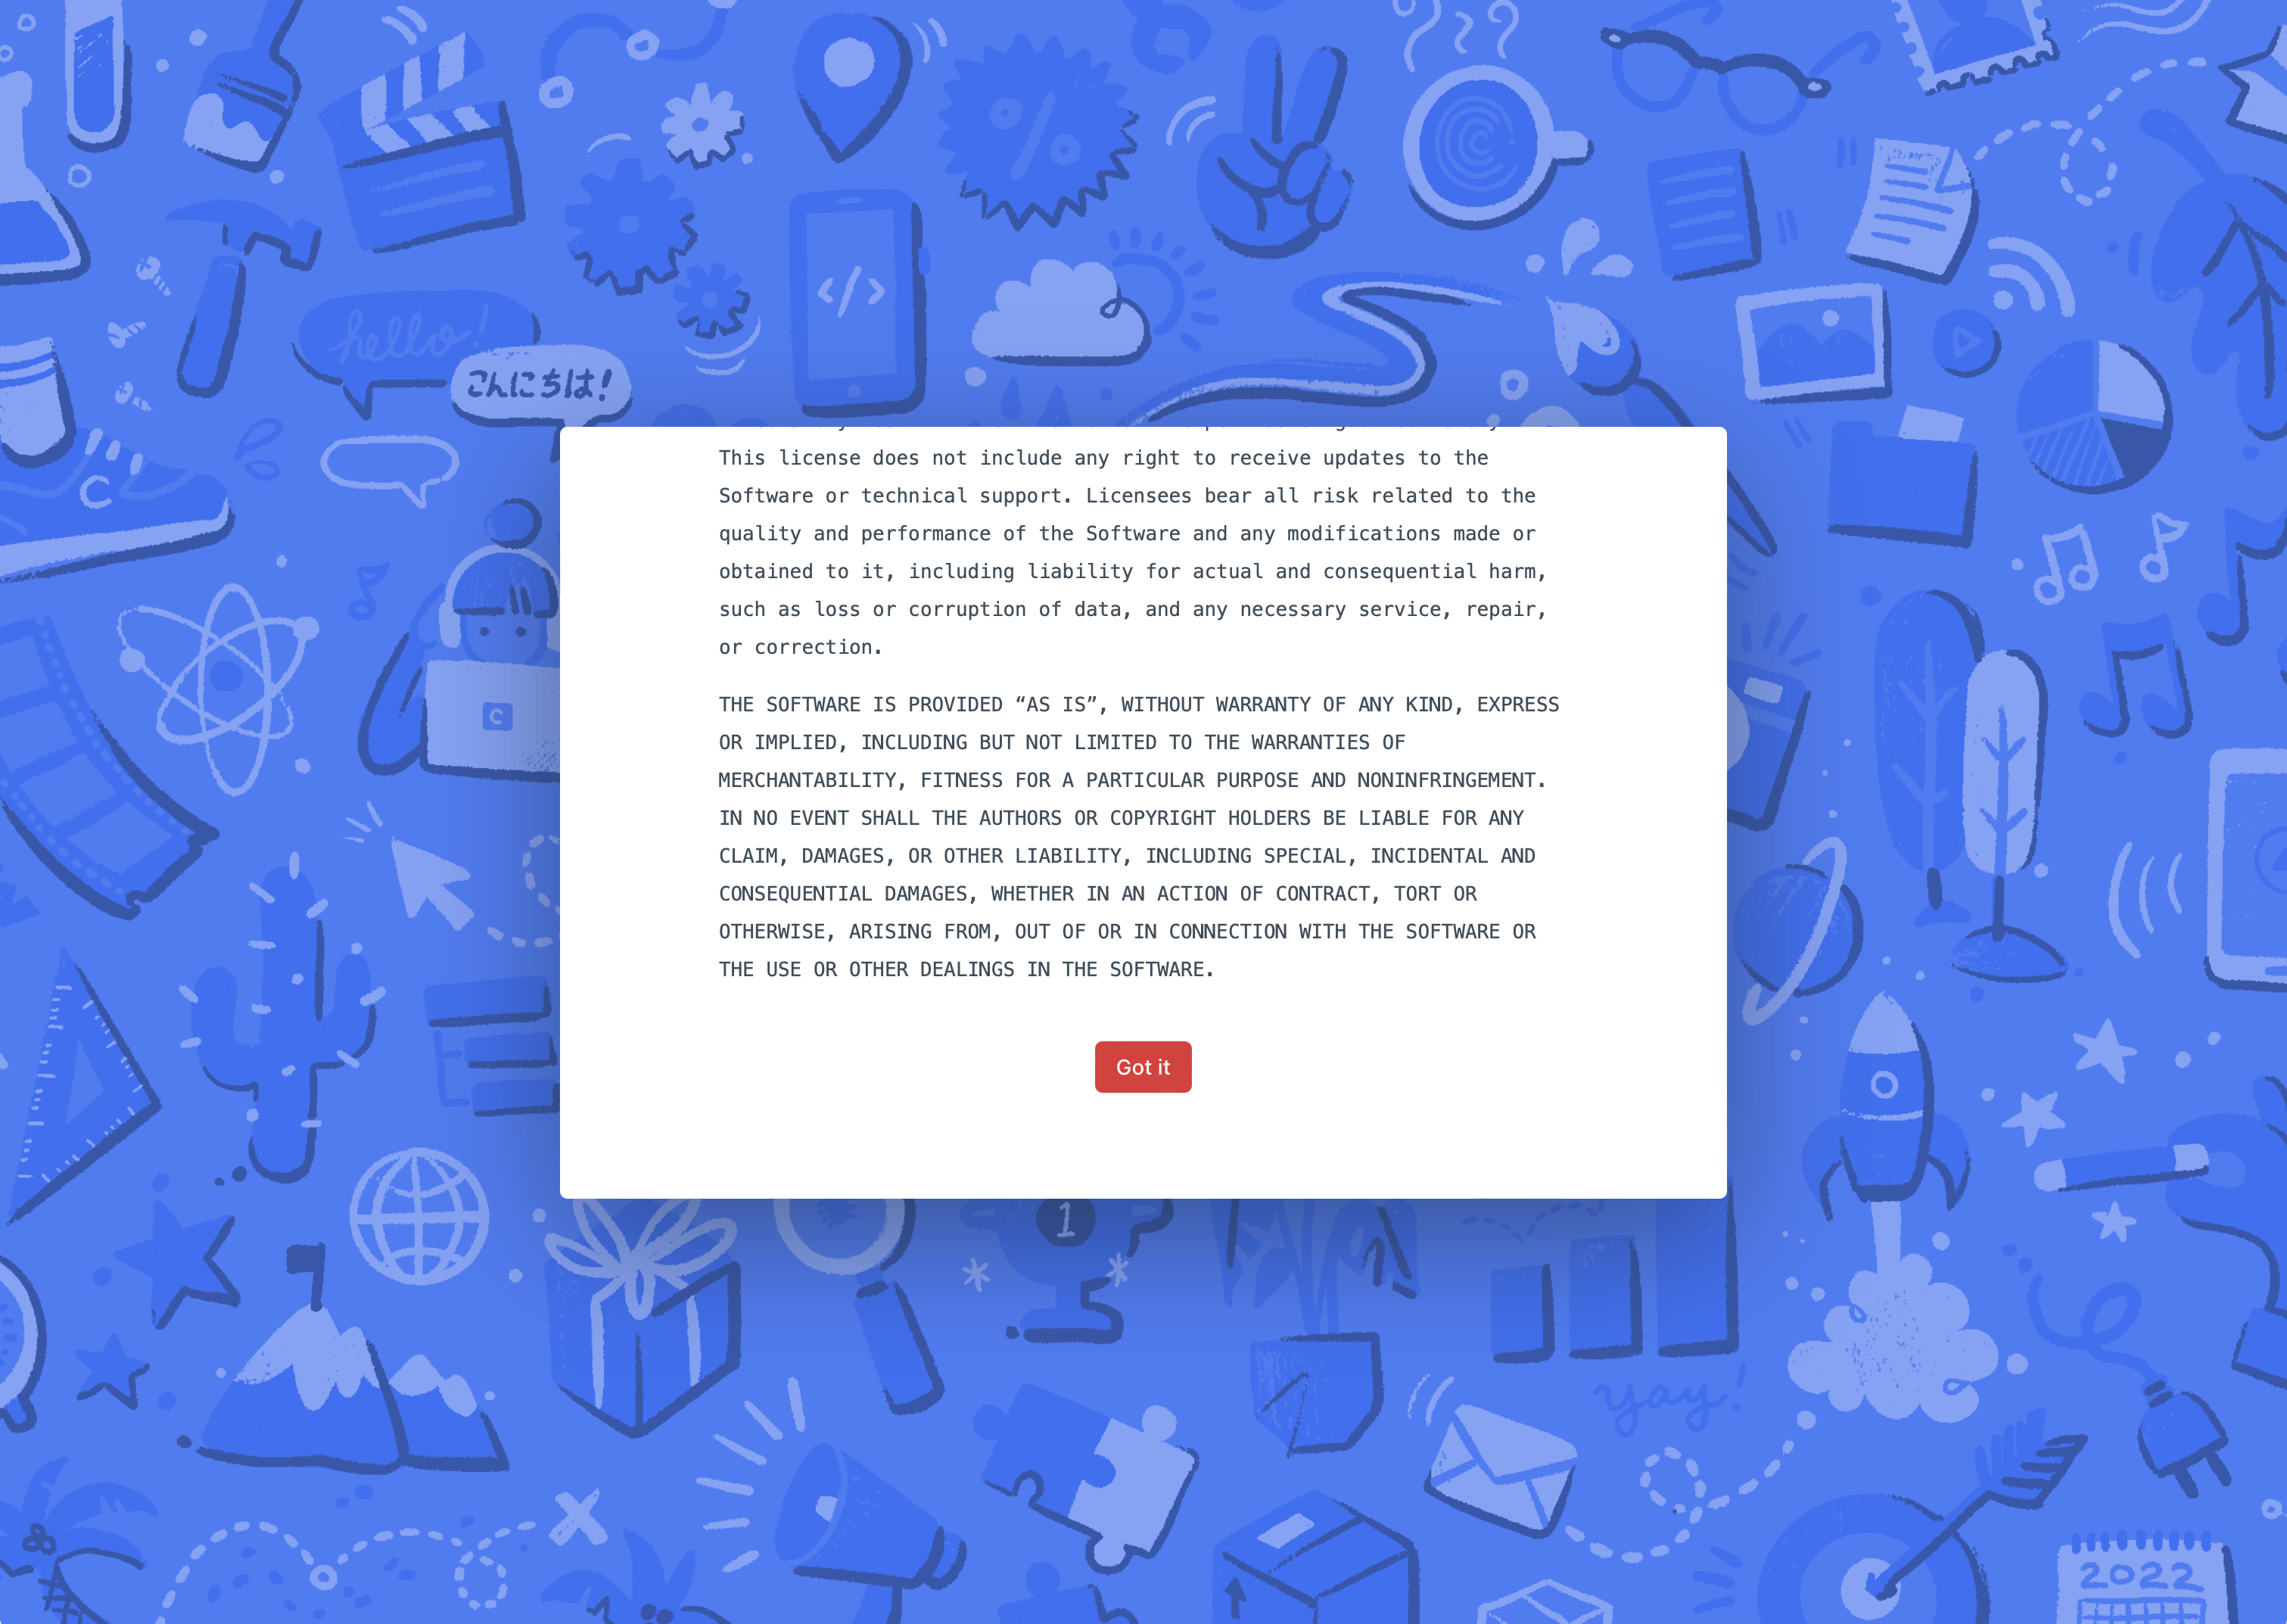 hello!
こんにちは!
</>
This license does not include any right to receive updates to the
Software or technical support. Licensees bear all risk related to the
quality and performance of the Software and any modifications made or
obtained to it, including liability for actual and consequential harm,
such as loss or corruption of data, and any necessary service, repair,
or correction.
THE SOFTWARE IS PROVIDED “AS IS”, WITHOUT WARRANTY OF ANY KIND, EXPRESS
OR IMPLIED, INCLUDING BUT NOT LIMITED TO THE WARRANTIES OF
MERCHANTABILITY, FITNESS FOR A PARTICULAR PURPOSE AND NONINFRINGEMENT.
IN NO EVENT SHALL THE AUTHORS OR COPYRIGHT HOLDERS BE LIABLE FOR ANY
CLAIM, DAMAGES, OR OTHER LIABILITY, INCLUDING SPECIAL, INCIDENTAL AND
CONSEQUENTIAL DAMAGES, WHETHER IN AN ACTION OF CONTRACT, TORT OR
OTHERWISE, ARISING FROM, OUT OF OR IN CONNECTION WITH THE SOFTWARE OR
THE USE OR OTHER DEALINGS IN THE SOFTWARE.
Got it
C
C
1
yay!
2022